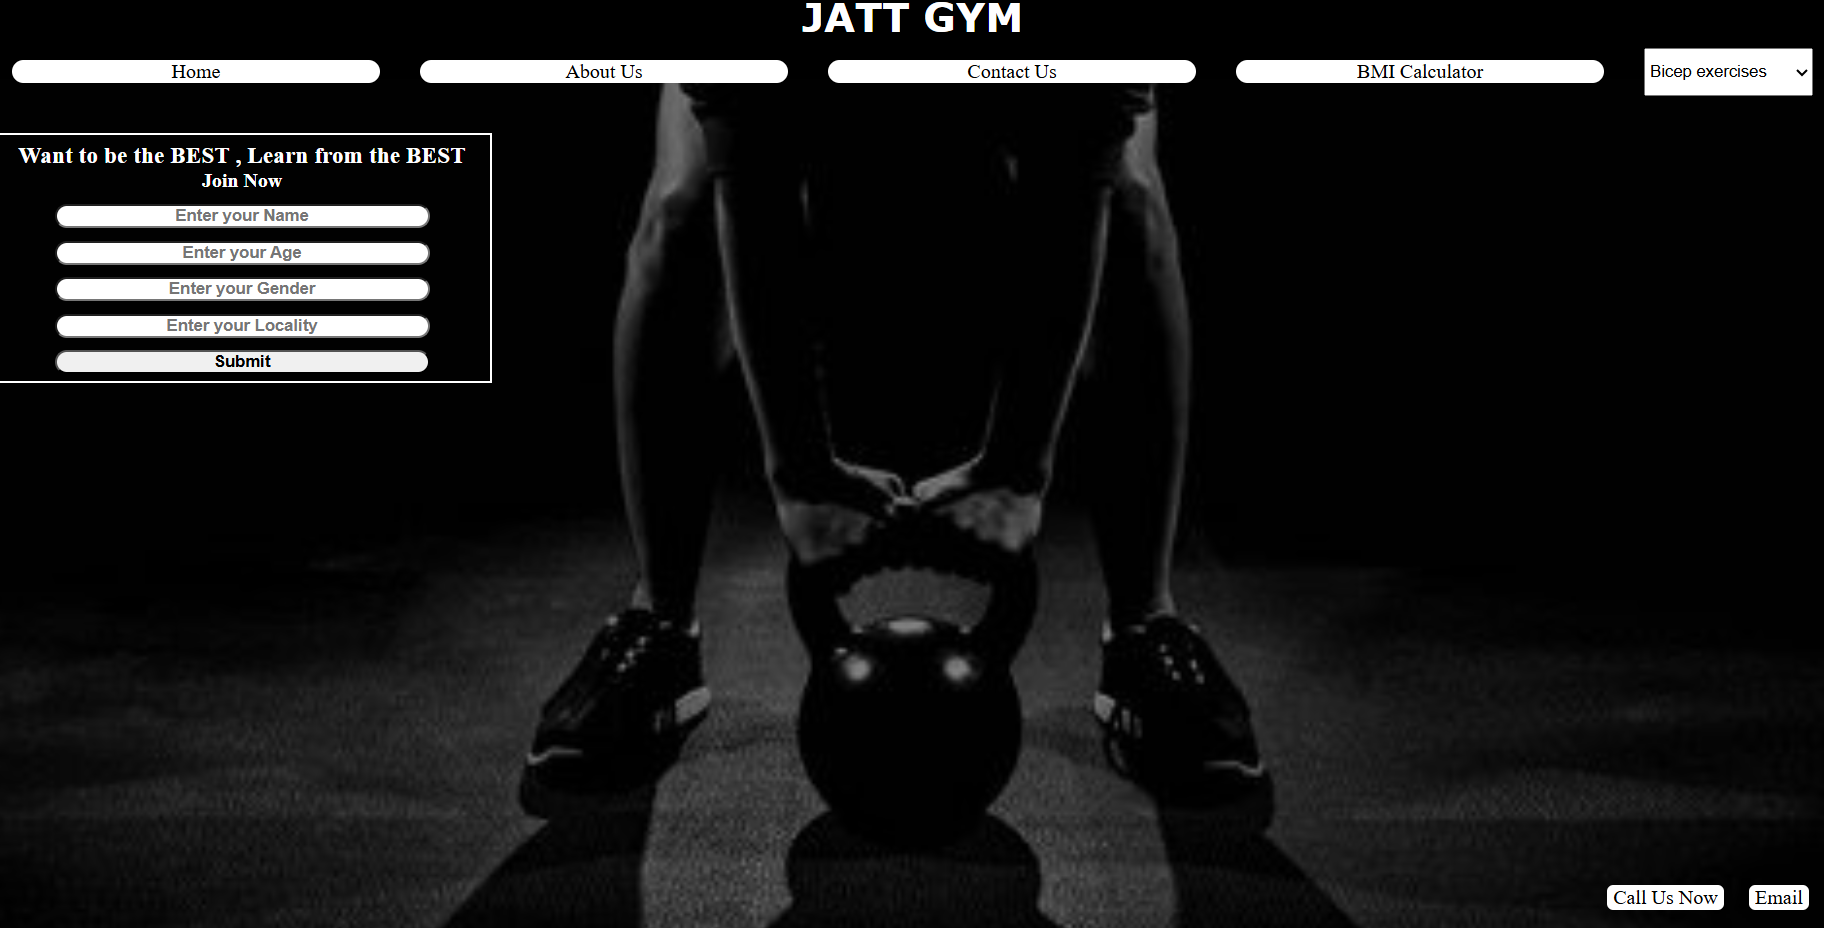 JATT GYM
Home
About Us
Contact Us
BMI Calculator
Bicep exercises
Want to be the BEST , Learn from the BEST
Join Now
Enter your Name
Enter your Age
Enter your Gender
Enter your Locality
Submit
Call Us Now
Email